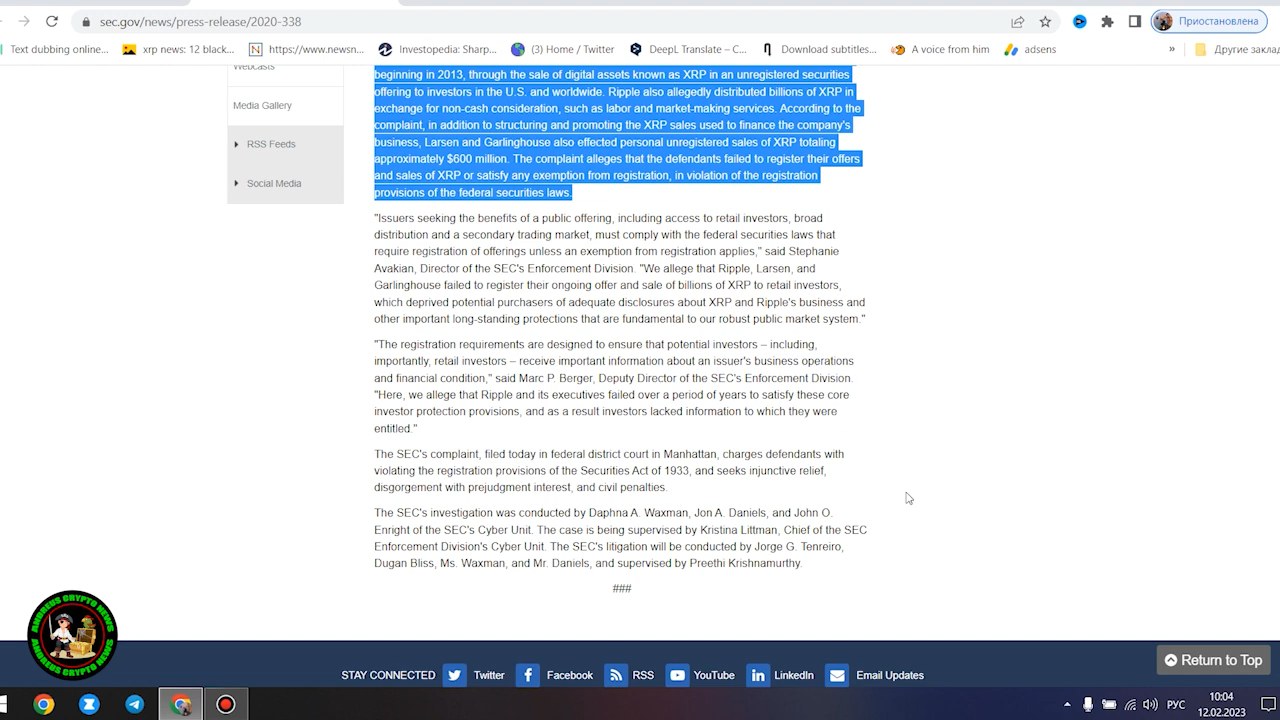 sec.gov/news/press-release/2020-338
Приостановлена
Text dubbing online...
xrp news: 12 black...
https://www.newsn...
Investopedia: Sharp...
(3) Home / Twitter
DeepL Translate – C...
Download subtitles...
A voice from him
adsens
»
Другие заклад
Webcasts
Media Gallery
RSS Feeds
Social Media
beginning in 2013, through the sale of digital assets known as XRP in an unregistered securities
offering to investors in the U.S. and worldwide. Ripple also allegedly distributed billions of XRP in
exchange for non-cash consideration, such as labor and market-making services. According to the
complaint, in addition to structuring and promoting the XRP sales used to finance the company's
business, Larsen and Garlinghouse also effected personal unregistered sales of XRP totaling
approximately $600 million. The complaint alleges that the defendants failed to register their offers
and sales of XRP or satisfy any exemption from registration, in violation of the registration
provisions of the federal securities laws.
"Issuers seeking the benefits of a public offering, including access to retail investors, broad
distribution and a secondary trading market, must comply with the federal securities laws that
require registration of offerings unless an exemption from registration applies," said Stephanie
Avakian, Director of the SEC's Enforcement Division. "We allege that Ripple, Larsen, and
Garlinghouse failed to register their ongoing offer and sale of billions of XRP to retail investors,
which deprived potential purchasers of adequate disclosures about XRP and Ripple's business and
other important long-standing protections that are fundamental to our robust public market system."
"The registration requirements are designed to ensure that potential investors – including,
importantly, retail investors – receive important information about an issuer's business operations
and financial condition," said Marc P. Berger, Deputy Director of the SEC's Enforcement Division.
"Here, we allege that Ripple and its executives failed over a period of years to satisfy these core
investor protection provisions, and as a result investors lacked information to which they were
entitled."
The SEC's complaint, filed today in federal district court in Manhattan, charges defendants with
violating the registration provisions of the Securities Act of 1933, and seeks injunctive relief,
disgorgement with prejudgment interest, and civil penalties.
The SEC's investigation was conducted by Daphna A. Waxman, Jon A. Daniels, and John O.
Enright of the SEC's Cyber Unit. The case is being supervised by Kristina Littman, Chief of the SEC
Enforcement Division's Cyber Unit. The SEC's litigation will be conducted by Jorge G. Tenreiro,
Dugan Bliss, Ms. Waxman, and Mr. Daniels, and supervised by Preethi Krishnamurthy.
###
ANDREUS CRYPTO NEWS
ANDREUS CRYPTO NEWS
Return to Top
STAY CONNECTED
Twitter
Facebook
RSS
YouTube
LinkedIn
Email Updates
РУС
10:04
12.02.2023